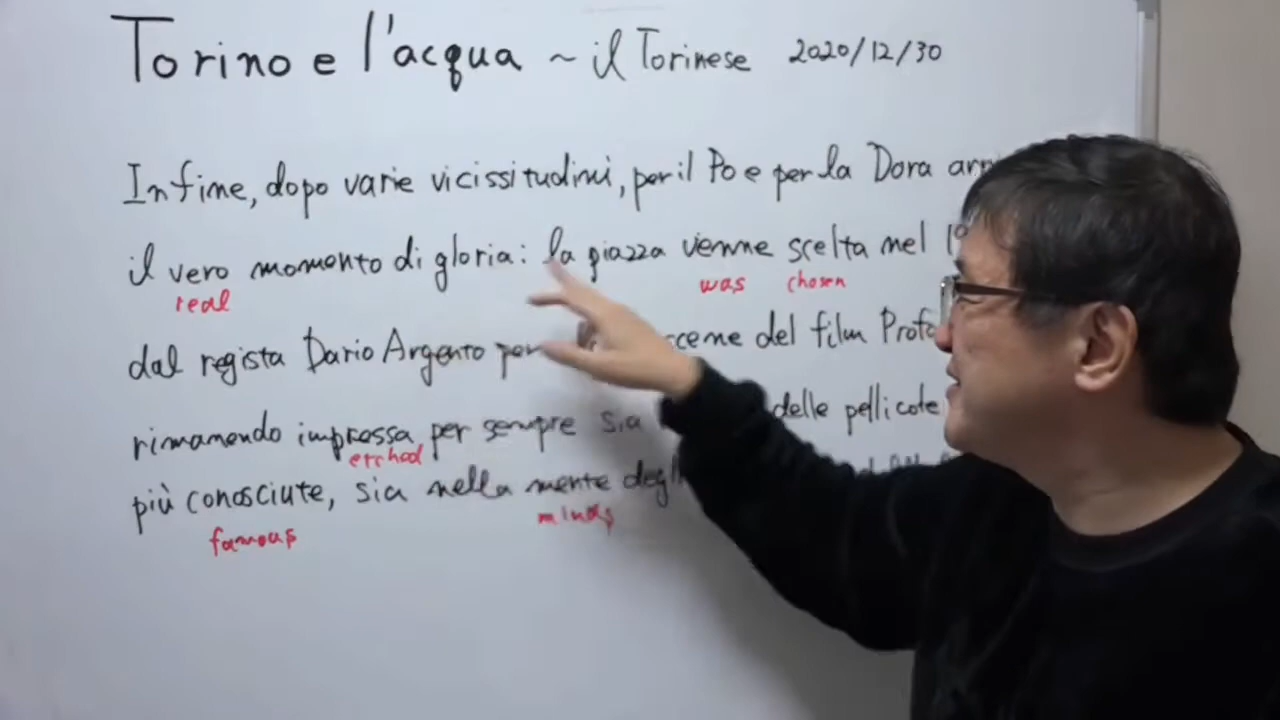 Torino e l'acqua ~ il Torinese 2020/12/30
Infine, dopo varie vicissitudini, per il Po e per la Dora
il vero momento di gloria: la piazza venne scelta nel
real was chosen
dal regista Dario Argento per del film
rimanendo impressa per sempre sia delle pellicole
etched
più conosciute, sia nella mente
famous minds